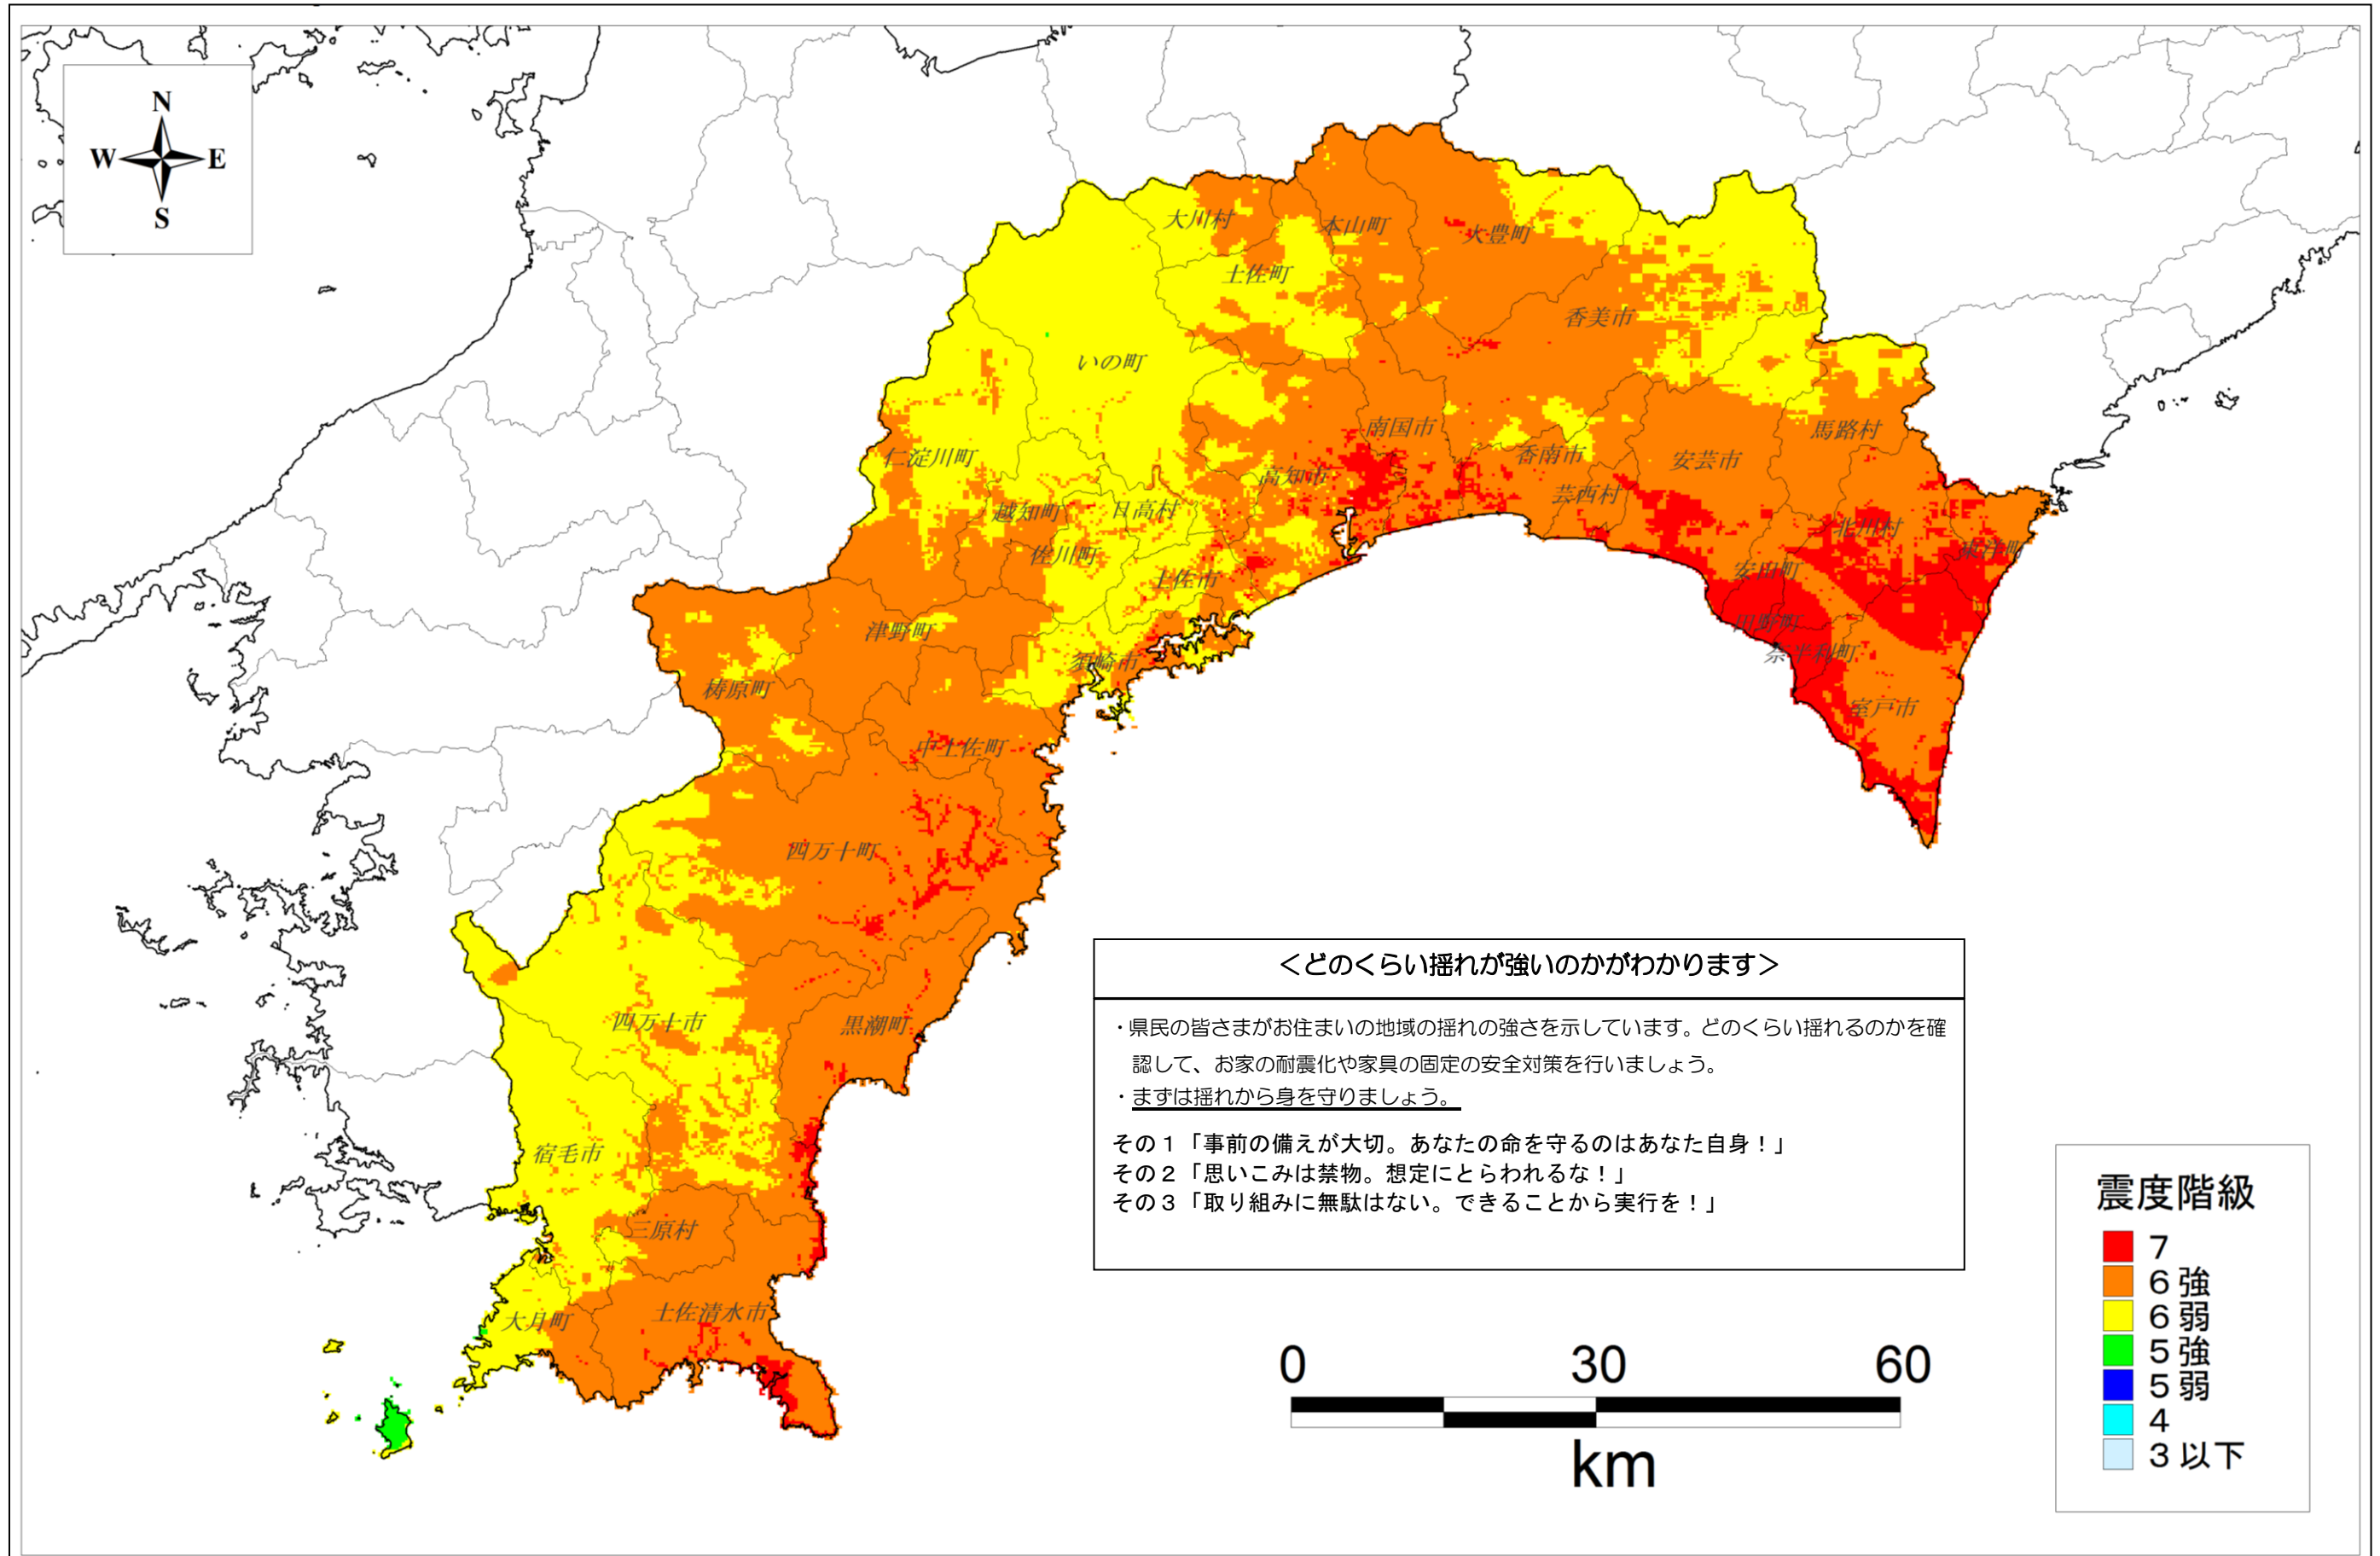 N
W E
S
大川村
本山町
大豊町
土佐町
香美市
いの町
南国市
馬路村
仁淀川町
高知市
香南市
安芸市
芸西村
越知町
日高村
北川村
佐川町
東洋町
土佐市
安田町
津野町
田野町
須崎市
奈半利町
梼原町
室戸市
中土佐町
四万十町
四万十市
黒潮町
宿毛市
三原村
大月町
土佐清水市
＜どのくらい揺れが強いのかがわかります＞
・県民の皆さまがお住まいの地域の揺れの強さを示しています。どのくらい揺れるのかを確
認して、お家の耐震化や家具の固定の安全対策を行いましょう。
・まずは揺れから身を守りましょう。
その１「事前の備えが大切。あなたの命を守るのはあなた自身！」
その２「思いこみは禁物。想定にとらわれるな！」
その３「取り組みに無駄はない。できることから実行を！」
0 30 60
km
震度階級
7
6強
6弱
5強
5弱
4
3以下